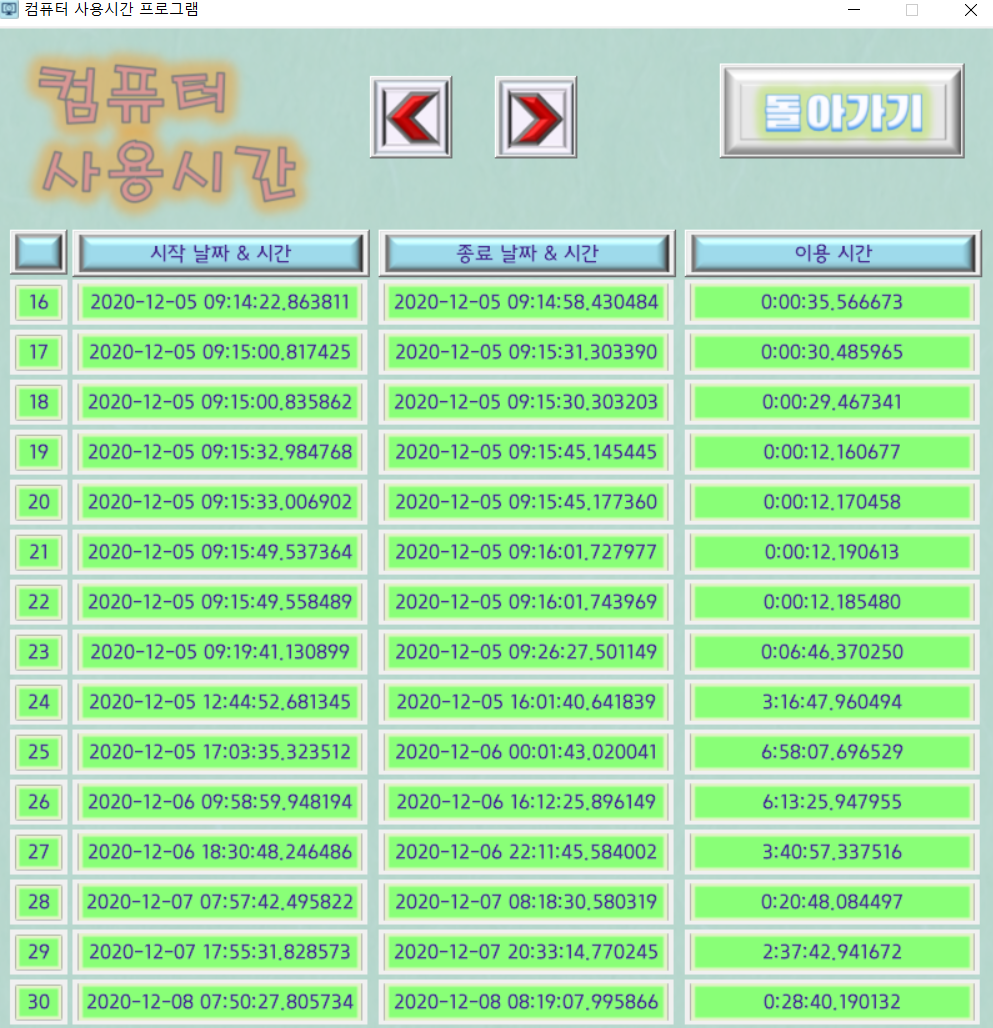 컴퓨터 사용시간 프로그램
컴퓨터
사용시간
돌아가기
시작 날짜 & 시간 종료 날짜 & 시간 이용 시간
16 2020-12-05 09:14:22.863811 2020-12-05 09:14:58.430484 0:00:35.566673
17 2020-12-05 09:15:00.817425 2020-12-05 09:15:31.303390 0:00:30.485965
18 2020-12-05 09:15:00.835862 2020-12-05 09:15:30.303203 0:00:29.467341
19 2020-12-05 09:15:32.984768 2020-12-05 09:15:45.145445 0:00:12.160677
20 2020-12-05 09:15:33.006902 2020-12-05 09:15:45.177360 0:00:12.170458
21 2020-12-05 09:15:49.537364 2020-12-05 09:16:01.727977 0:00:12.190613
22 2020-12-05 09:15:49.558489 2020-12-05 09:16:01.743969 0:00:12.185480
23 2020-12-05 09:19:41.130899 2020-12-05 09:26:27.501149 0:06:46.370250
24 2020-12-05 12:44:52.681345 2020-12-05 16:01:40.641839 3:16:47.960494
25 2020-12-05 17:03:35.323512 2020-12-06 00:01:43.020041 6:58:07.696529
26 2020-12-06 09:58:59.948194 2020-12-06 16:12:25.896149 6:13:25.947955
27 2020-12-06 18:30:48.246486 2020-12-06 22:11:45.584002 3:40:57.337516
28 2020-12-07 07:57:42.495822 2020-12-07 08:18:30.580319 0:20:48.084497
29 2020-12-07 17:55:31.828573 2020-12-07 20:33:14.770245 2:37:42.941672
30 2020-12-08 07:50:27.805734 2020-12-08 08:19:07.995866 0:28:40.190132